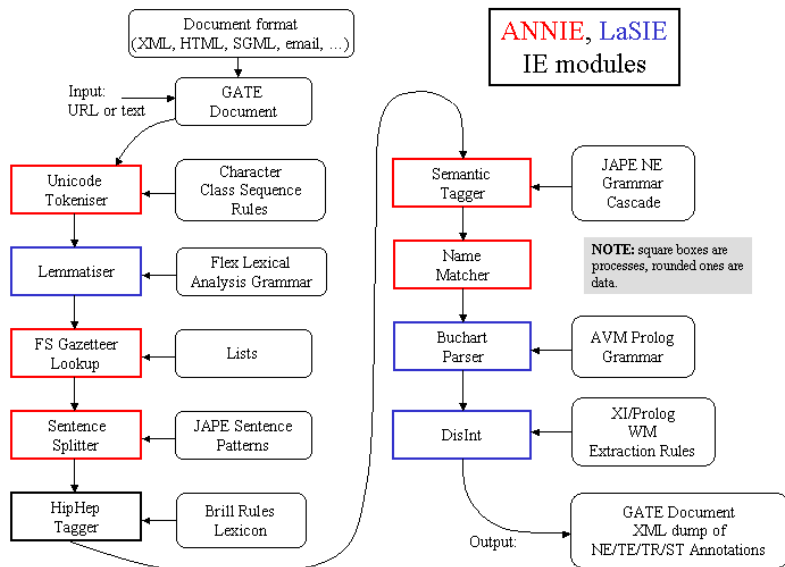 Document format
(XML, HTML, SGML, email, ...)
ANNIE, LaSIE
IE modules
Input:
URL or text
GATE
Document
Unicode
Tokeniser
Character
Class Sequence
Rules
Lemmatiser
Flex Lexical
Analysis Grammar
FS Gazetteer
Lookup
Lists
Sentence
Splitter
JAPE Sentence
Patterns
HipHep
Tagger
Brill Rules
Lexicon
Semantic
Tagger
JAPE NE
Grammar
Cascade
NOTE: square boxes are
processes, rounded ones are
data.
Name
Matcher
Buchart
Parser
AVM Prolog
Grammar
DisInt
XI/Prolog
WM
Extraction Rules
Output:
GATE Document
XML dump of
NE/TE/TR/ST Annotations